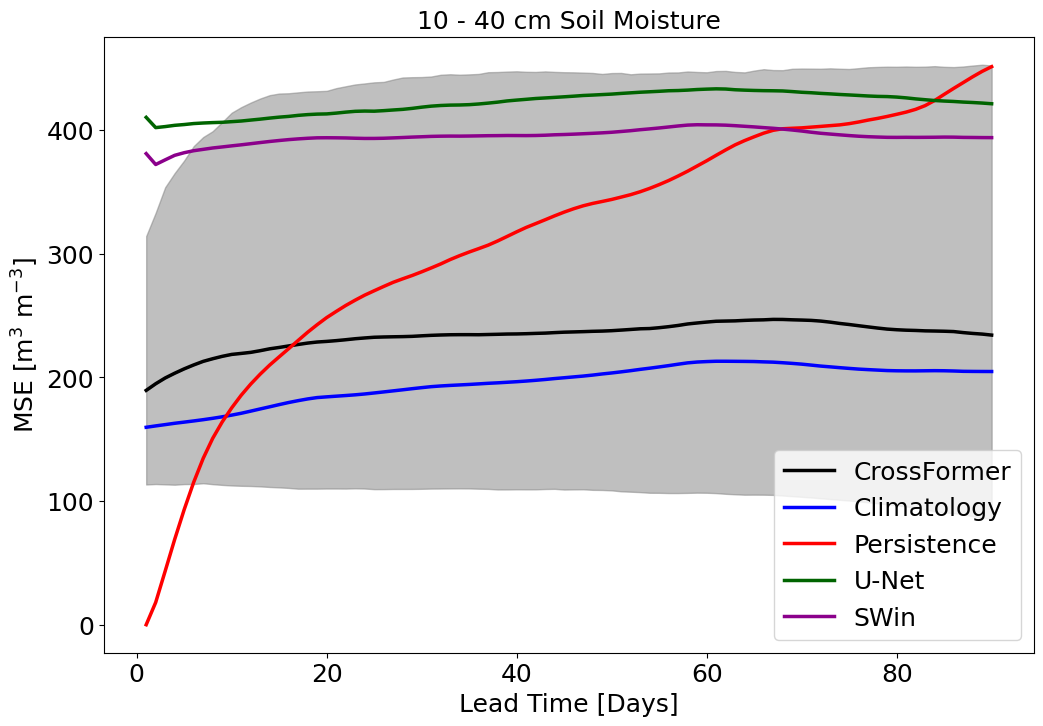 10 - 40 cm Soil Moisture
MSE [m³ m⁻³]
400
300
200
100
0
0 20 40 60 80
Lead Time [Days]
CrossFormer
Climatology
Persistence
U-Net
SWin